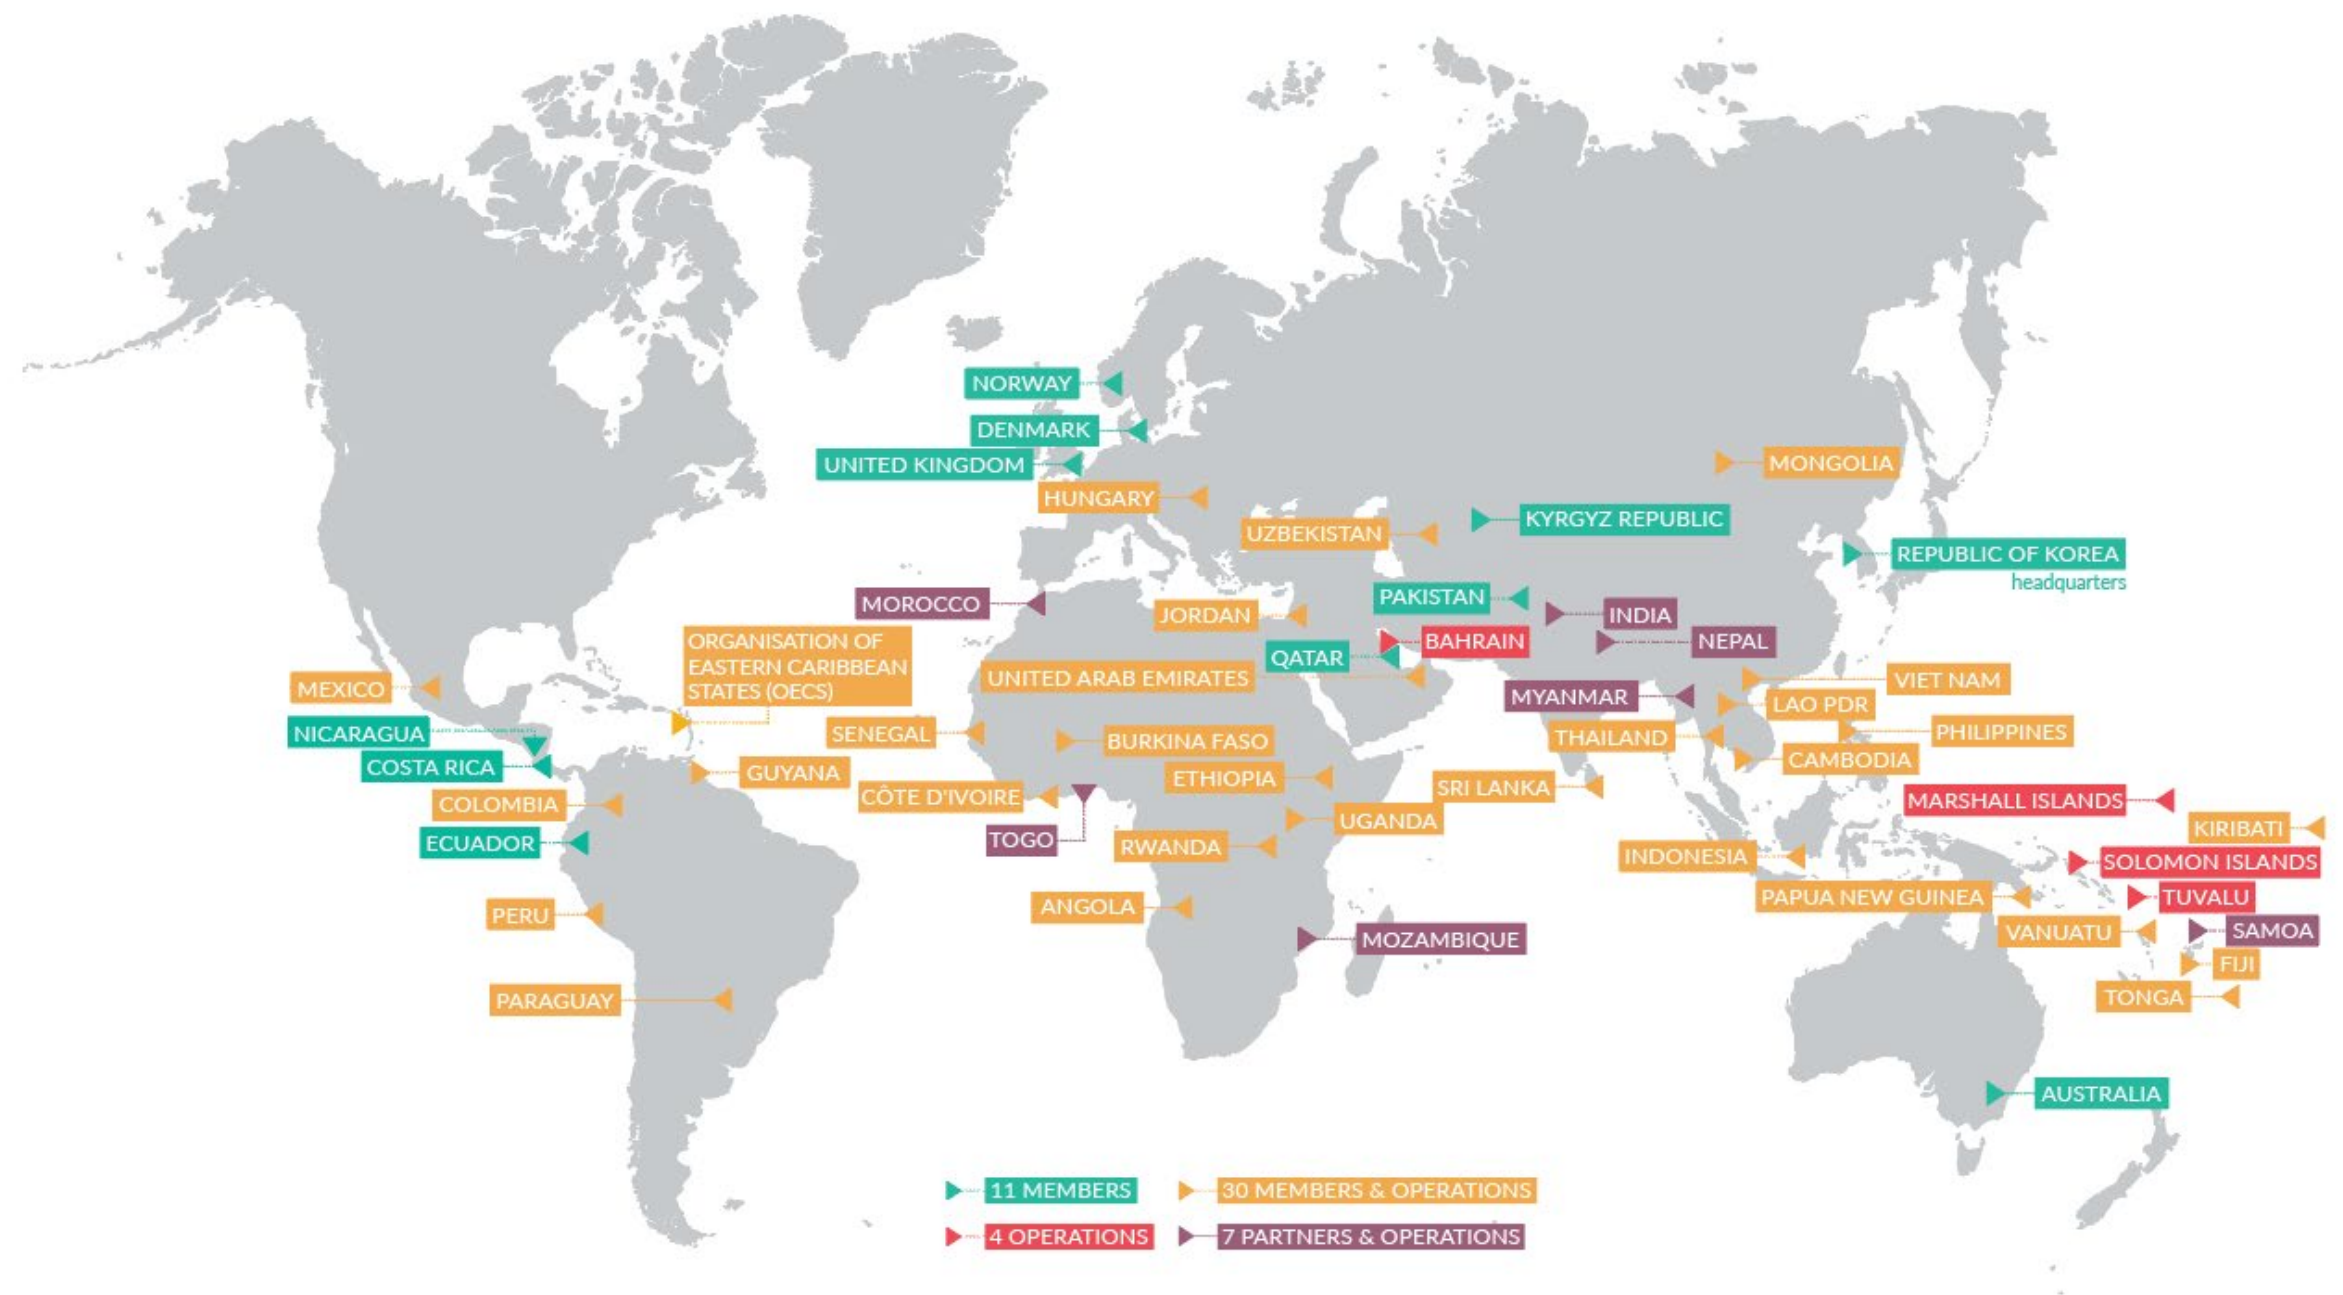 NORWAY
DENMARK
UNITED KINGDOM
MONGOLIA
HUNGARY
KYRGYZ REPUBLIC
UZBEKISTAN
REPUBLIC OF KOREA
headquarters
PAKISTAN
MOROCCO
JORDAN
INDIA
ORGANISATION OF
EASTERN CARIBBEAN
STATES (OECS)
BAHRAIN
NEPAL
QATAR
UNITED ARAB EMIRATES
VIET NAM
MEXICO
MYANMAR
LAO PDR
NICARAGUA
SENEGAL
BURKINA FASO
THAILAND
PHILIPPINES
COSTA RICA
GUYANA
ETHIOPIA
CAMBODIA
SRI LANKA
CÔTE D'IVOIRE
MARSHALL ISLANDS
COLOMBIA
UGANDA
KIRIBATI
ECUADOR
TOGO
RWANDA
INDONESIA
SOLOMON ISLANDS
PAPUA NEW GUINEA
TUVALU
PERU
ANGOLA
MOZAMBIQUE
VANUATU
SAMOA
FIJI
PARAGUAY
TONGA
AUSTRALIA
11 MEMBERS
30 MEMBERS & OPERATIONS
4 OPERATIONS
7 PARTNERS & OPERATIONS